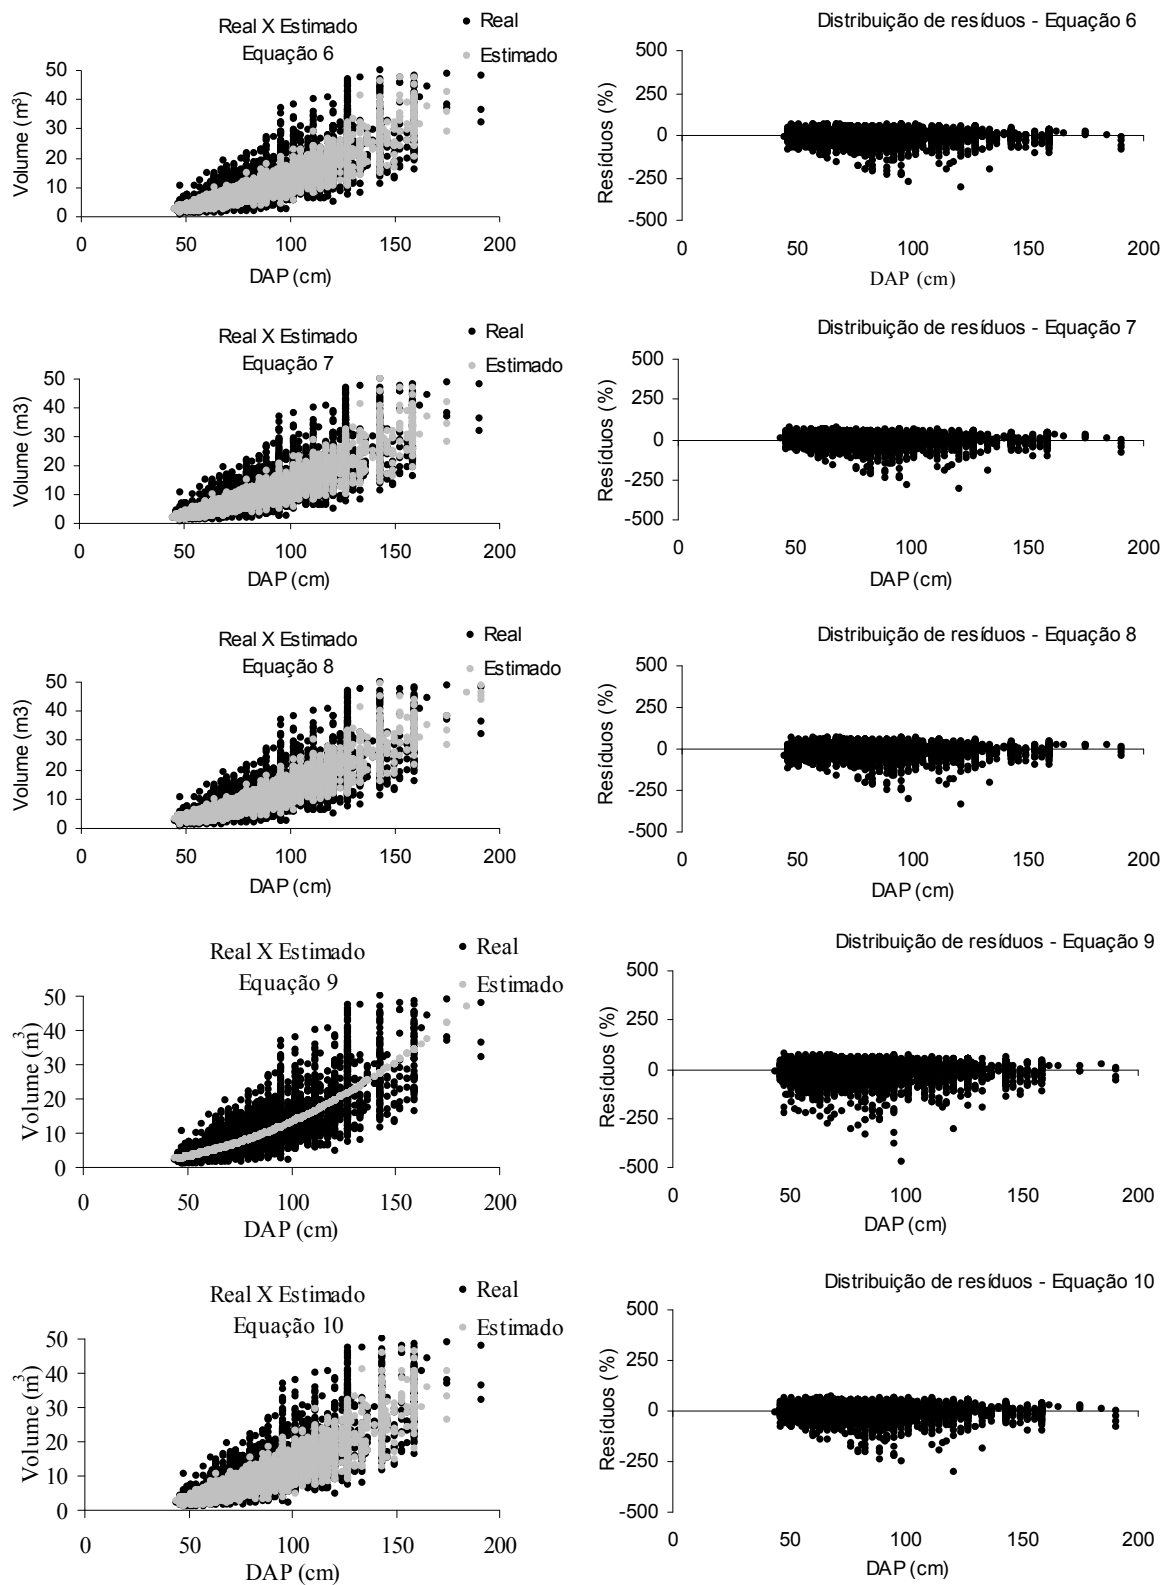 Real X Estimado
Equação 6
Real
Estimado
Volume (m³)
50
40
30
20
10
0
0
50
100
150
200
DAP (cm)
Distribuição de resíduos - Equação 6
Resíduos (%)
500
250
0
-250
-500
0
50
100
150
200
DAP (cm)
Real X Estimado
Equação 7
Real
Estimado
Volume (m3)
50
40
30
20
10
0
0
50
100
150
200
DAP (cm)
Distribuição de resíduos - Equação 7
Resíduos (%)
500
250
0
-250
-500
0
50
100
150
200
DAP (cm)
Real X Estimado
Equação 8
Real
Estimado
Volume (m3)
50
40
30
20
10
0
0
50
100
150
200
DAP (cm)
Distribuição de resíduos - Equação 8
Resíduos (%)
500
250
0
-250
-500
0
50
100
150
200
DAP (cm)
Real X Estimado
Equação 9
Real
Estimado
Volume (m³)
50
40
30
20
10
0
0
50
100
150
200
DAP (cm)
Distribuição de resíduos - Equação 9
Resíduos (%)
500
250
0
-250
-500
0
50
100
150
200
DAP (cm)
Real X Estimado
Equação 10
Real
Estimado
Volume (m³)
50
40
30
20
10
0
0
50
100
150
200
DAP (cm)
Distribuição de resíduos - Equação 10
Resíduos (%)
500
250
0
-250
-500
0
50
100
150
200
DAP (cm)